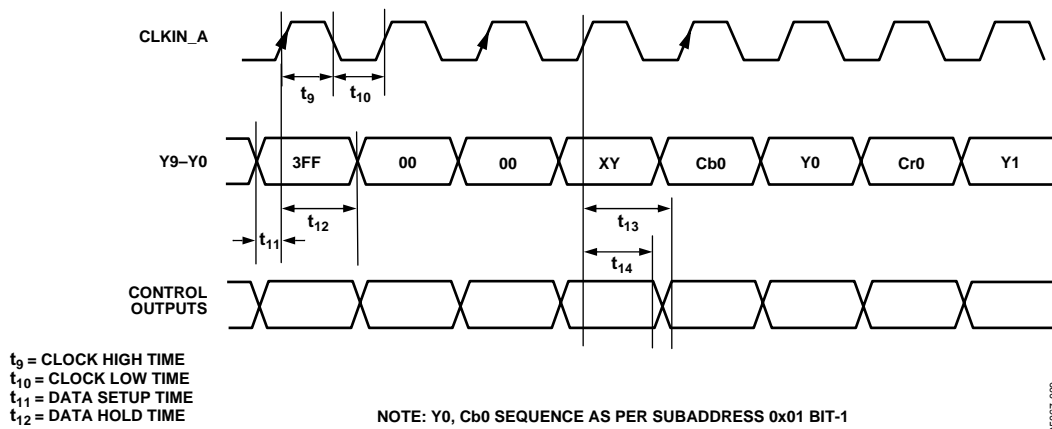 CLKIN_A
t9
t10
Y9–Y0
3FF
00
00
XY
Cb0
Y0
Cr0
Y1
t12
t11
t13
t14
CONTROL
OUTPUTS
t9 = CLOCK HIGH TIME
t10 = CLOCK LOW TIME
t11 = DATA SETUP TIME
t12 = DATA HOLD TIME
NOTE: Y0, Cb0 SEQUENCE AS PER SUBADDRESS 0x01 BIT-1